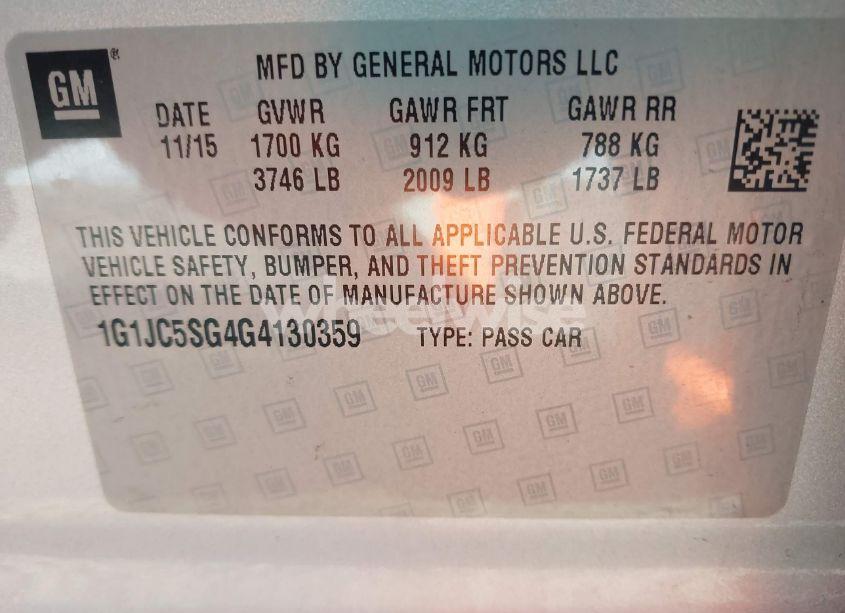 GM ®
MFD BY GENERAL MOTORS LLC
DATE GVWR GAWR FRT GAWR RR
11/15 1700 KG 912 KG 788 KG
3746 LB 2009 LB 1737 LB
THIS VEHICLE CONFORMS TO ALL APPLICABLE U.S. FEDERAL MOTOR
VEHICLE SAFETY, BUMPER, AND THEFT PREVENTION STANDARDS IN
EFFECT ON THE DATE OF MANUFACTURE SHOWN ABOVE.
wheelwise
1G1JC5SG4G4130359 TYPE: PASS CAR